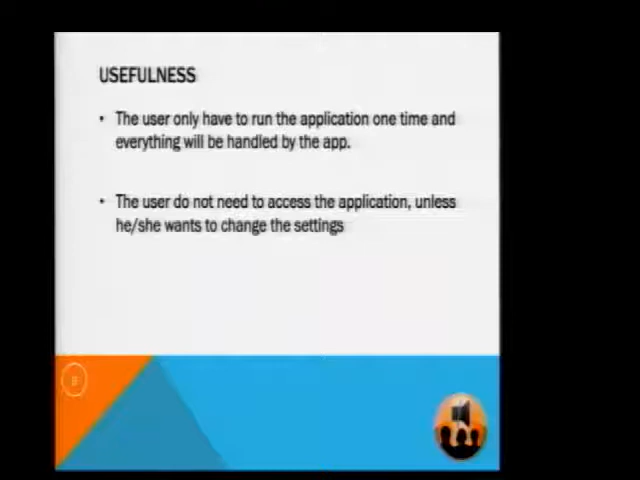 USEFULNESS
• The user only have to run the application one time and
everything will be handled by the app.
• The user do not need to access the application, unless
he/she wants to change the settings